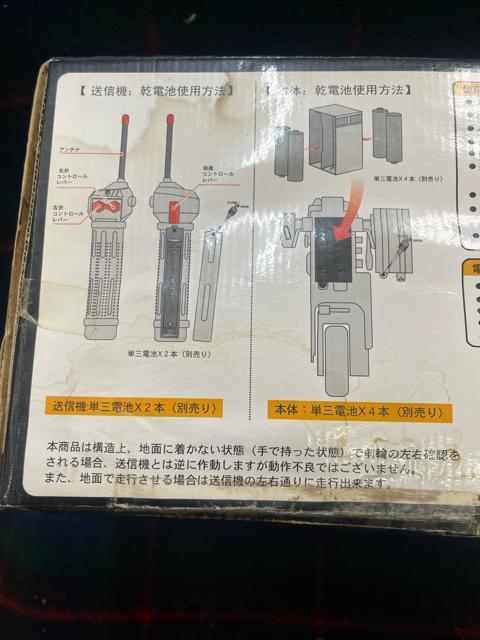 【 送信機：乾電池使用方法】
アンテナ
右折
コントロール
レバー
左折
コントロール
レバー
前進
コントロール
レバー
CLOSE
OPEN
単三電池X２本（別売り）
送信機:単三電池X２本（別売り）
体：乾電池使用方法】
単三電池X４本（別売り）
OPEN
本体：単三電池X４本（別売り）
本商品は構造上、地面に着かない状態（手で持った状態）で前輪の左右確認を
される場合、送信機とは逆に作動しますが動作不良ではございません。
また、地面で走行させる場合は送信機の左右通りに走行出来ます。